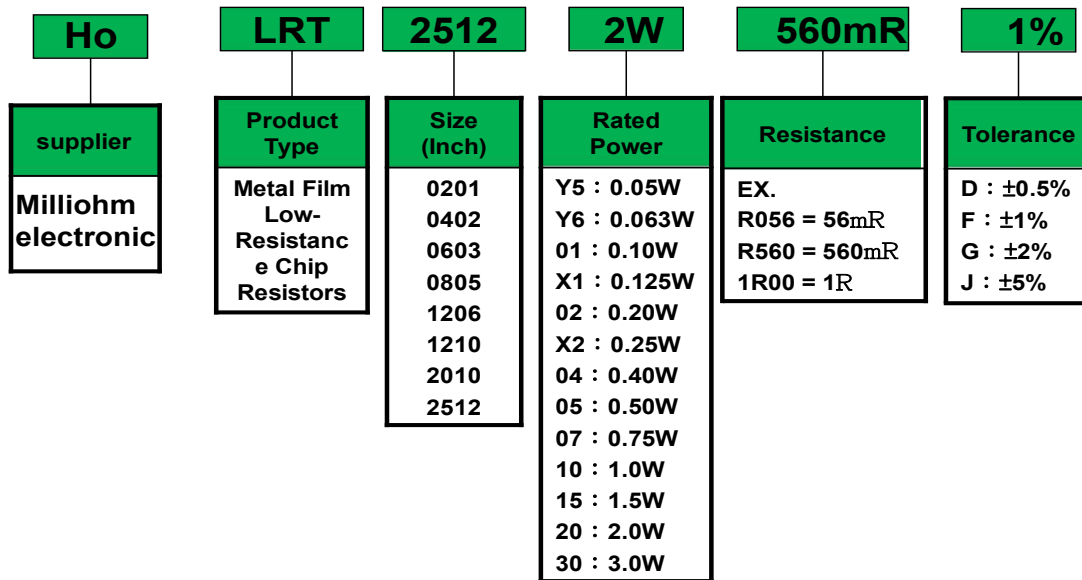 Ho LRT 2512 2W 560mR 1%
supplier
Milliohm
electronic
Product
Type
Metal Film
Low-
Resistanc
e Chip
Resistors
Size
(Inch)
0201
0402
0603
0805
1206
1210
2010
2512
Rated
Power
Y5：0.05W
Y6：0.063W
01：0.10W
X1：0.125W
02：0.20W
X2：0.25W
04：0.40W
05：0.50W
07：0.75W
10：1.0W
15：1.5W
20：2.0W
30：3.0W
Resistance
EX.
R056 = 56mR
R560 = 560mR
1R00 = 1R
Tolerance
D：±0.5%
F：±1%
G：±2%
J：±5%